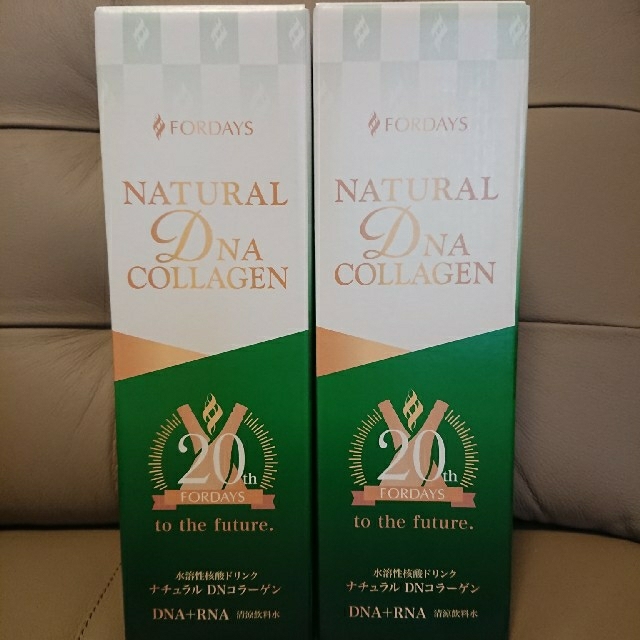 FORDAYS
NATURAL
DNA
COLLAGEN
20th
FORDAYS
to the future.
水溶性核酸ドリンク
ナチュラル DNコラーゲン
DNA+RNA 清涼飲料水
FORDAYS
NATURAL
DNA
COLLAGEN
20th
FORDAYS
to the future.
水溶性核酸ドリンク
ナチュラル DNコラーゲン
DNA+RNA 清涼飲料水